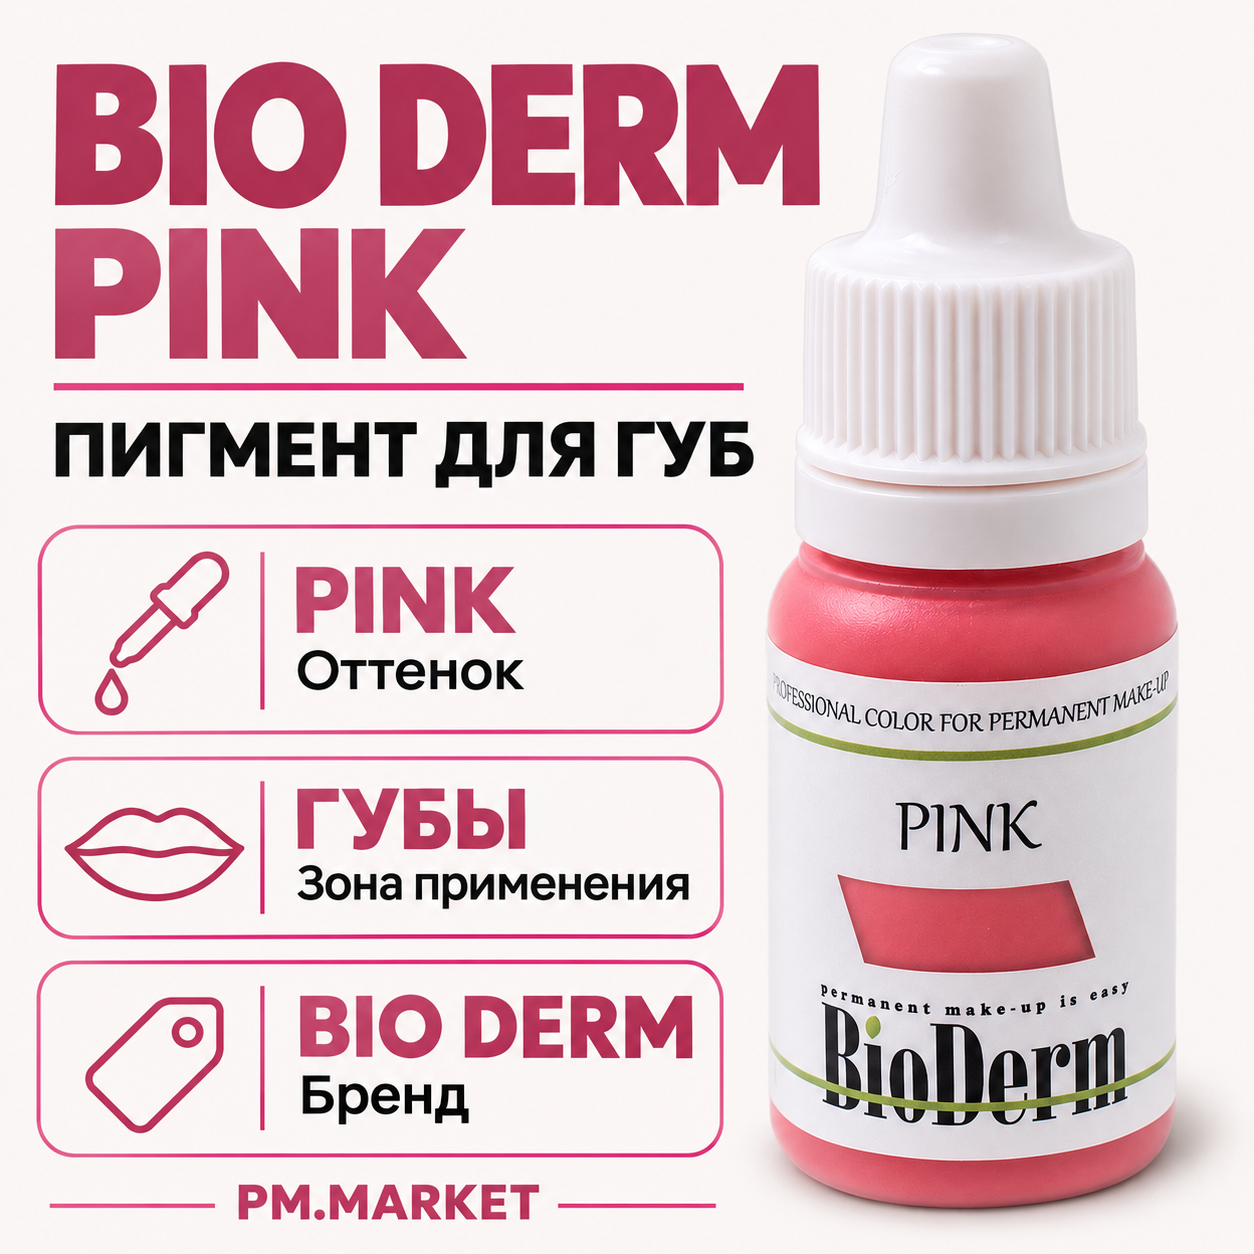 BIO DERM
PINK
ПИГМЕНТ ДЛЯ ГУБ
PINK
Оттенок
ГУБЫ
Зона применения
BIO DERM
Бренд
PM.MARKET
PROFESSIONAL COLOR FOR PERMANENT MAKE-UP
PINK
permanent make-up is easy
BioDerm